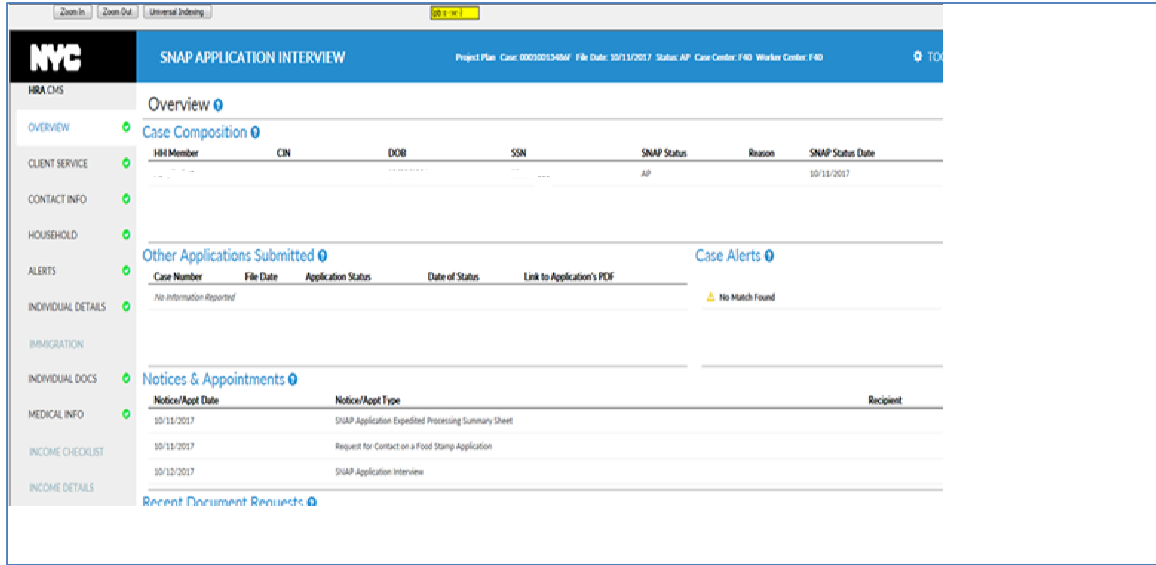 Zoom In Zoom Out Universal Indexing
NYC
SNAP APPLICATION INTERVIEW
Project Plan Case: File Date: 10/11/2017 Status: AP Case Center: F40 Worker Center: F40
TOO
HRA CMS
OVERVIEW
CLIENT SERVICE
CONTACT INFO
HOUSEHOLD
ALERTS
INDIVIDUAL DETAILS
IMMIGRATION
INDIVIDUAL DOCS
MEDICAL INFO
INCOME CHECKLIST
INCOME DETAILS
Overview
Case Composition
HH Member CIN DOB SSN SNAP Status Reason SNAP Status Date
AP 10/11/2017
Other Applications Submitted
Case Number File Date Application Status Date of Status Link to Application's PDF
No Information Reported
Case Alerts
No Match Found
Notices & Appointments
Notice/Appt Date Notice/Appt Type Recipient
10/11/2017 SNAP Application Expedited Processing Summary Sheet
10/11/2017 Request for Contact on a Food Stamp Application
10/12/2017 SNAP Application Interview
Recent Document Requests